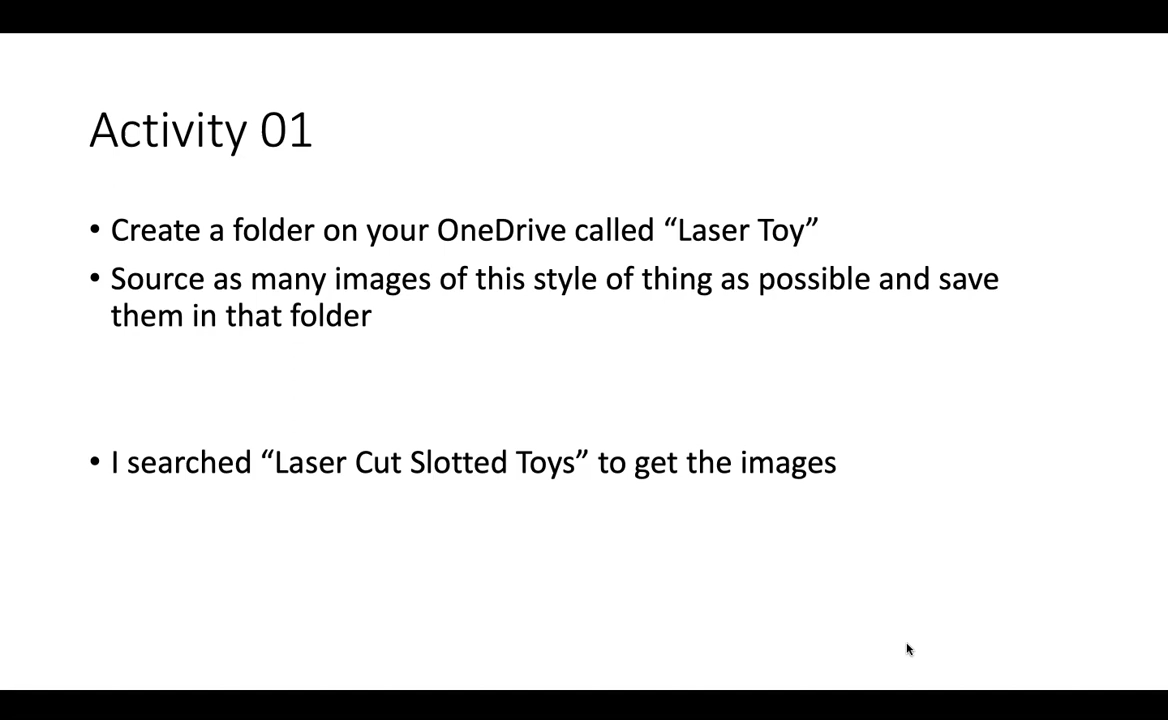 Activity 01
• Create a folder on your OneDrive called “Laser Toy”
• Source as many images of this style of thing as possible and save
them in that folder
• I searched “Laser Cut Slotted Toys” to get the images